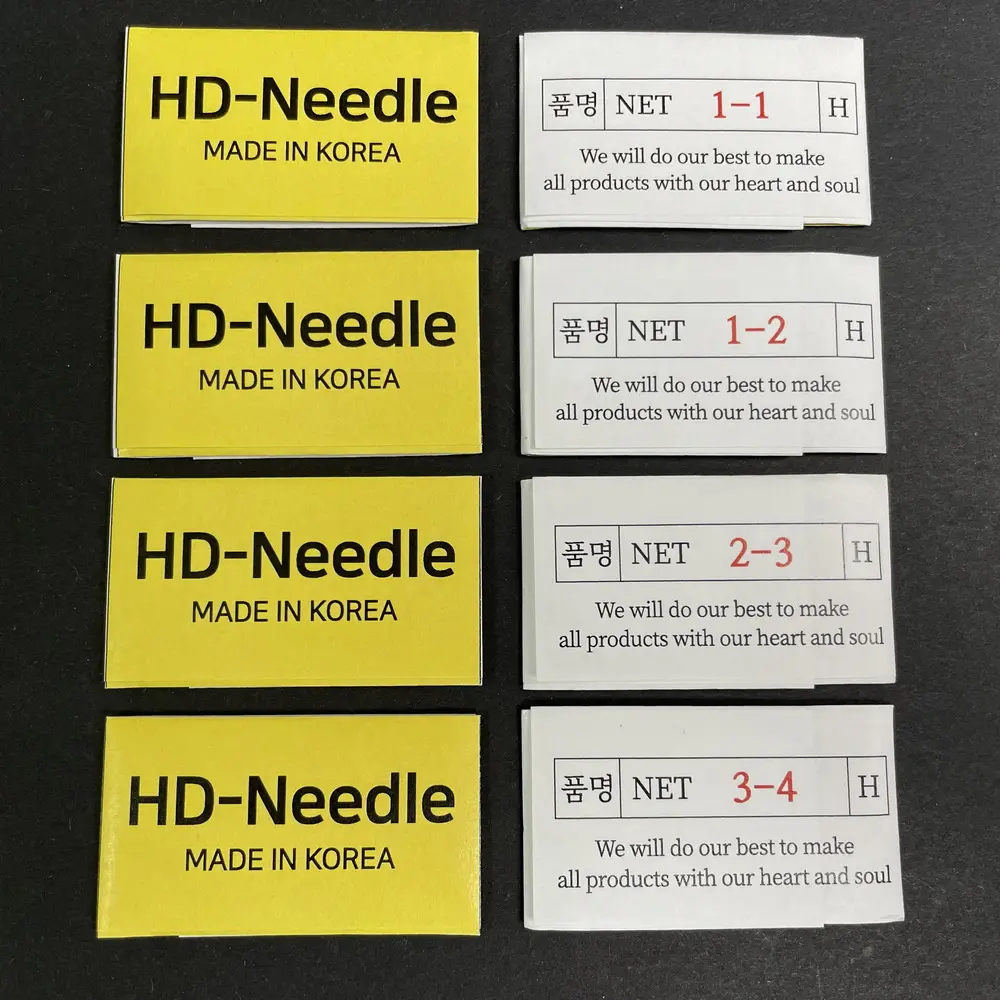 HD-Needle
MADE IN KOREA
품명 NET 1-1 H
We will do our best to make
all products with our heart and soul
HD-Needle
MADE IN KOREA
품명 NET 1-2 H
We will do our best to make
all products with our heart and soul
HD-Needle
MADE IN KOREA
품명 NET 2-3 H
We will do our best to make
all products with our heart and soul
HD-Needle
MADE IN KOREA
품명 NET 3-4 H
We will do our best to make
all products with our heart and soul